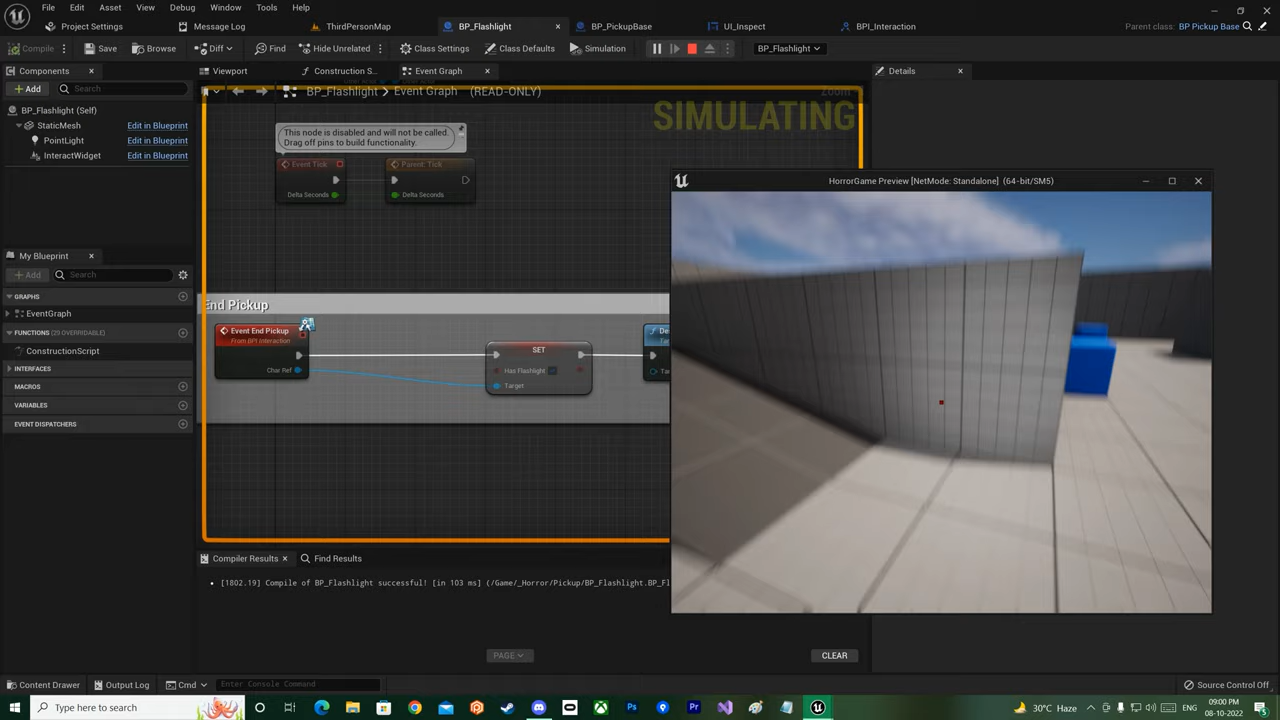 File Edit Asset View Debug Window Tools Help
Project Settings Message Log ThirdPersonMap BP_Flashlight BP_PickupBase UI_Inspect BPI_Interaction Parent class: BP Pickup Base
Compile Save Browse Diff Find Hide Unrelated Class Settings Class Defaults Simulation BP_Flashlight
Components
Add Search
BP_Flashlight (Self)
StaticMesh Edit in Blueprint
PointLight Edit in Blueprint
InteractWidget Edit in Blueprint
My Blueprint
Add Search
GRAPHS
EventGraph
FUNCTIONS (25 OVERRIDABLE)
ConstructionScript
INTERFACES
MACROS
VARIABLES
EVENT DISPATCHERS
Viewport Construction S... Event Graph
BP_Flashlight > Event Graph (READ-ONLY) Zoom
SIMULATING
This node is disabled and will not be called.
Drag off pins to build functionality.
Event Tick Parent: Tick
Delta Seconds Delta Seconds
End Pickup
Event End Pickup
From BPI Interaction
Char Ref
SET
Has Flashlight
Target
Compiler Results Find Results
[1802.19] Compile of BP_Flashlight successful! [in 103 ms] (/Game/_Horror/Pickup/BP_Flashlight.BP_Fl
PAGE CLEAR
Details
HorrorGame Preview [NetMode: Standalone] (64-bit/SM5)
Content Drawer Output Log Cmd Enter Console Command Source Control Off
Type here to search
30°C Haze ENG 09:00 PM
08-10-2022